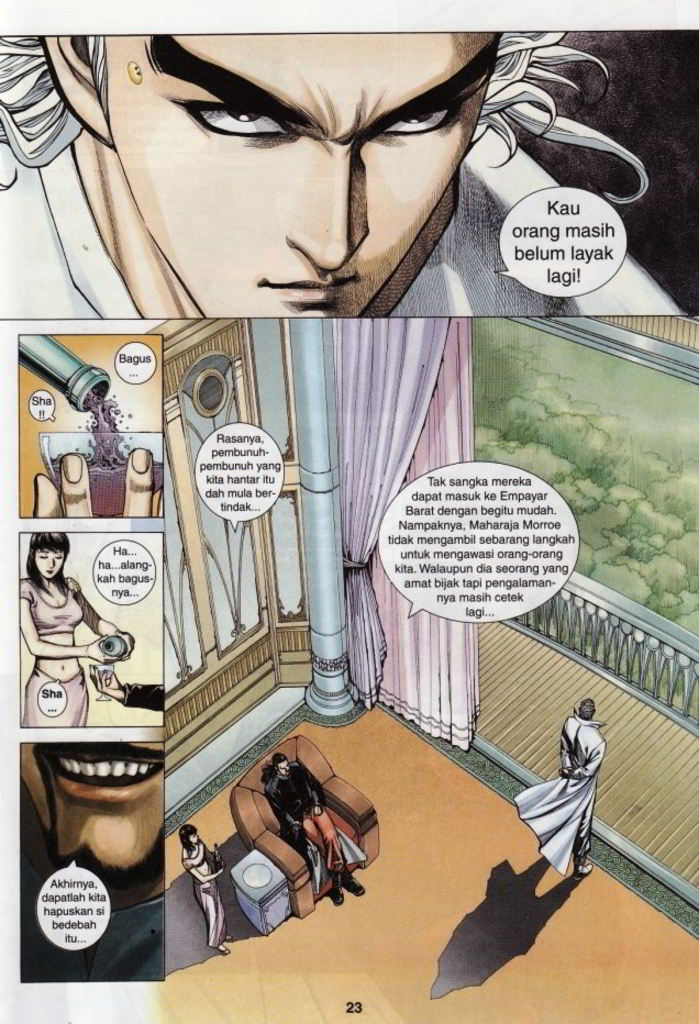 Kau
orang masih
belum layak
lagi!
Bagus
...
Sha
!!
Ha...
ha...alang-
kah bagus-
nya...
Sha
...
Akhirnya,
dapatlah kita
hapuskan si
bedebah
itu...
Rasanya,
pembunuh-
pembunuh yang
kita hantar itu
dah mula ber-
tindak...
Tak sangka mereka
dapat masuk ke Empayar
Barat dengan begitu mudah.
Nampaknya, Maharaja Morroe
tidak mengambil sebarang langkah
untuk mengawasi orang-orang
kita. Walaupun dia seorang yang
amat bijak tapi pengalaman-
nya masih cetek
lagi...
23